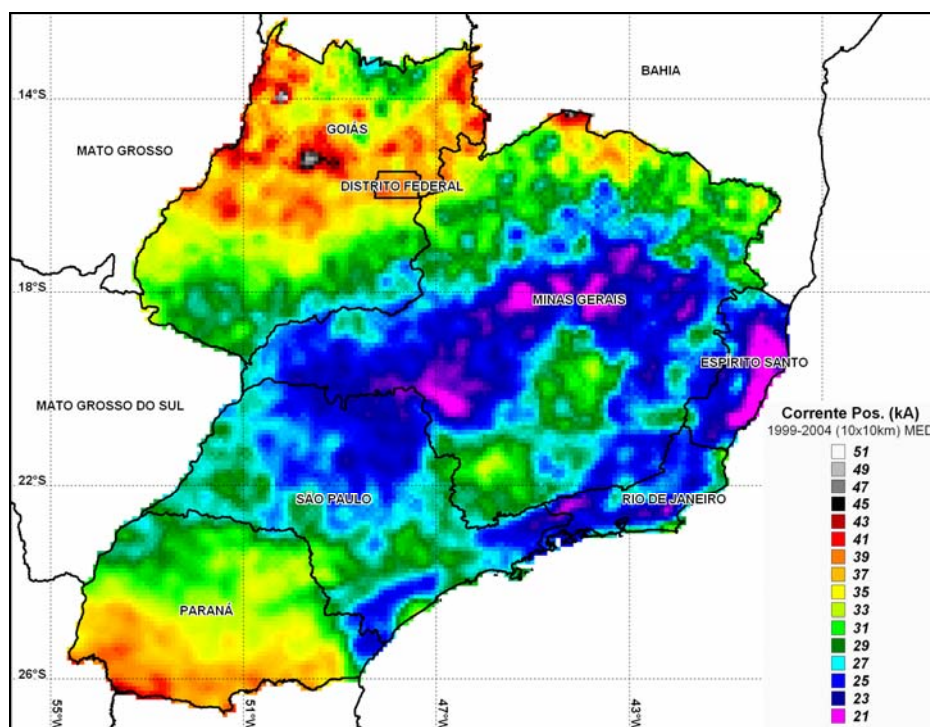 BAHIA
14°S
GOIÁS
MATO GROSSO
DISTRITO FEDERAL
18°S
MINAS GERAIS
ESPÍRITO SANTO
MATO GROSSO DO SUL
Corrente Pos. (kA)
1999-2004 (10x10km) MED
51
49
47
45
43
41
39
37
35
33
31
29
27
25
23
21
22°S
SÃO PAULO
RIO DE JANEIRO
PARANÁ
26°S
55°W
51°W
47°W
43°W